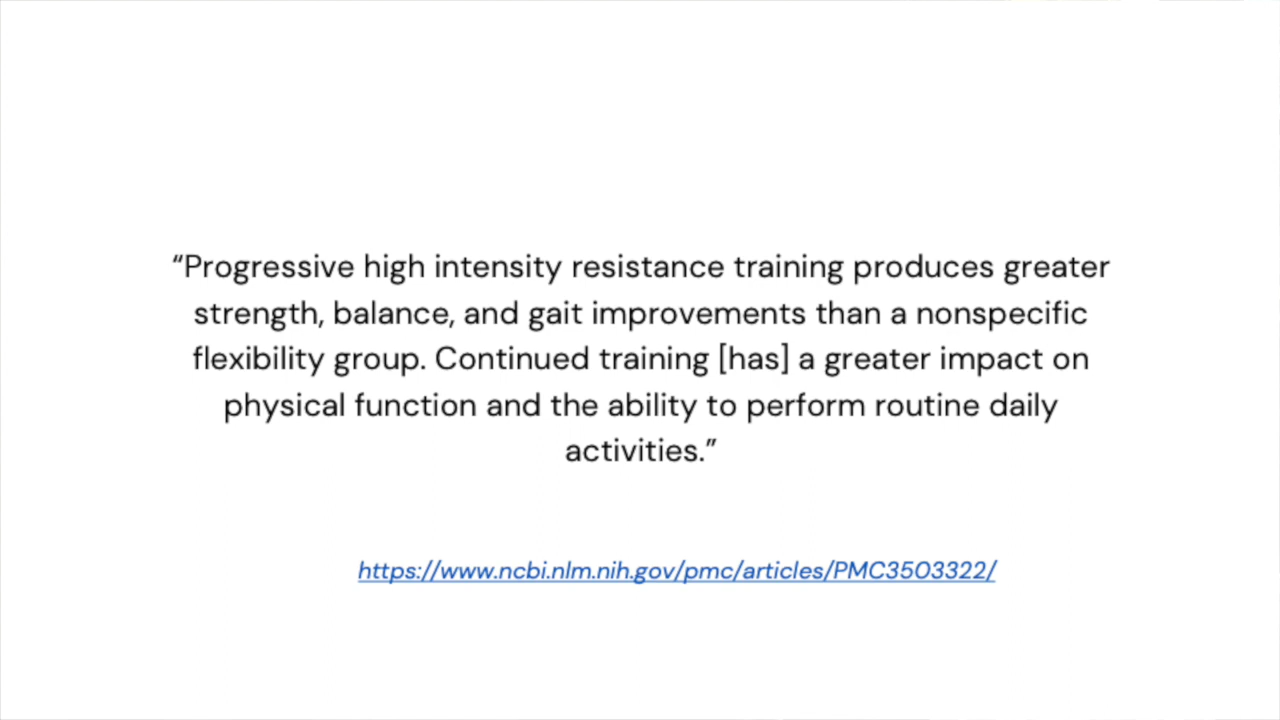 “Progressive high intensity resistance training produces greater
strength, balance, and gait improvements than a nonspecific
flexibility group. Continued training [has] a greater impact on
physical function and the ability to perform routine daily
activities.”
https://www.ncbi.nlm.nih.gov/pmc/articles/PMC3503322/